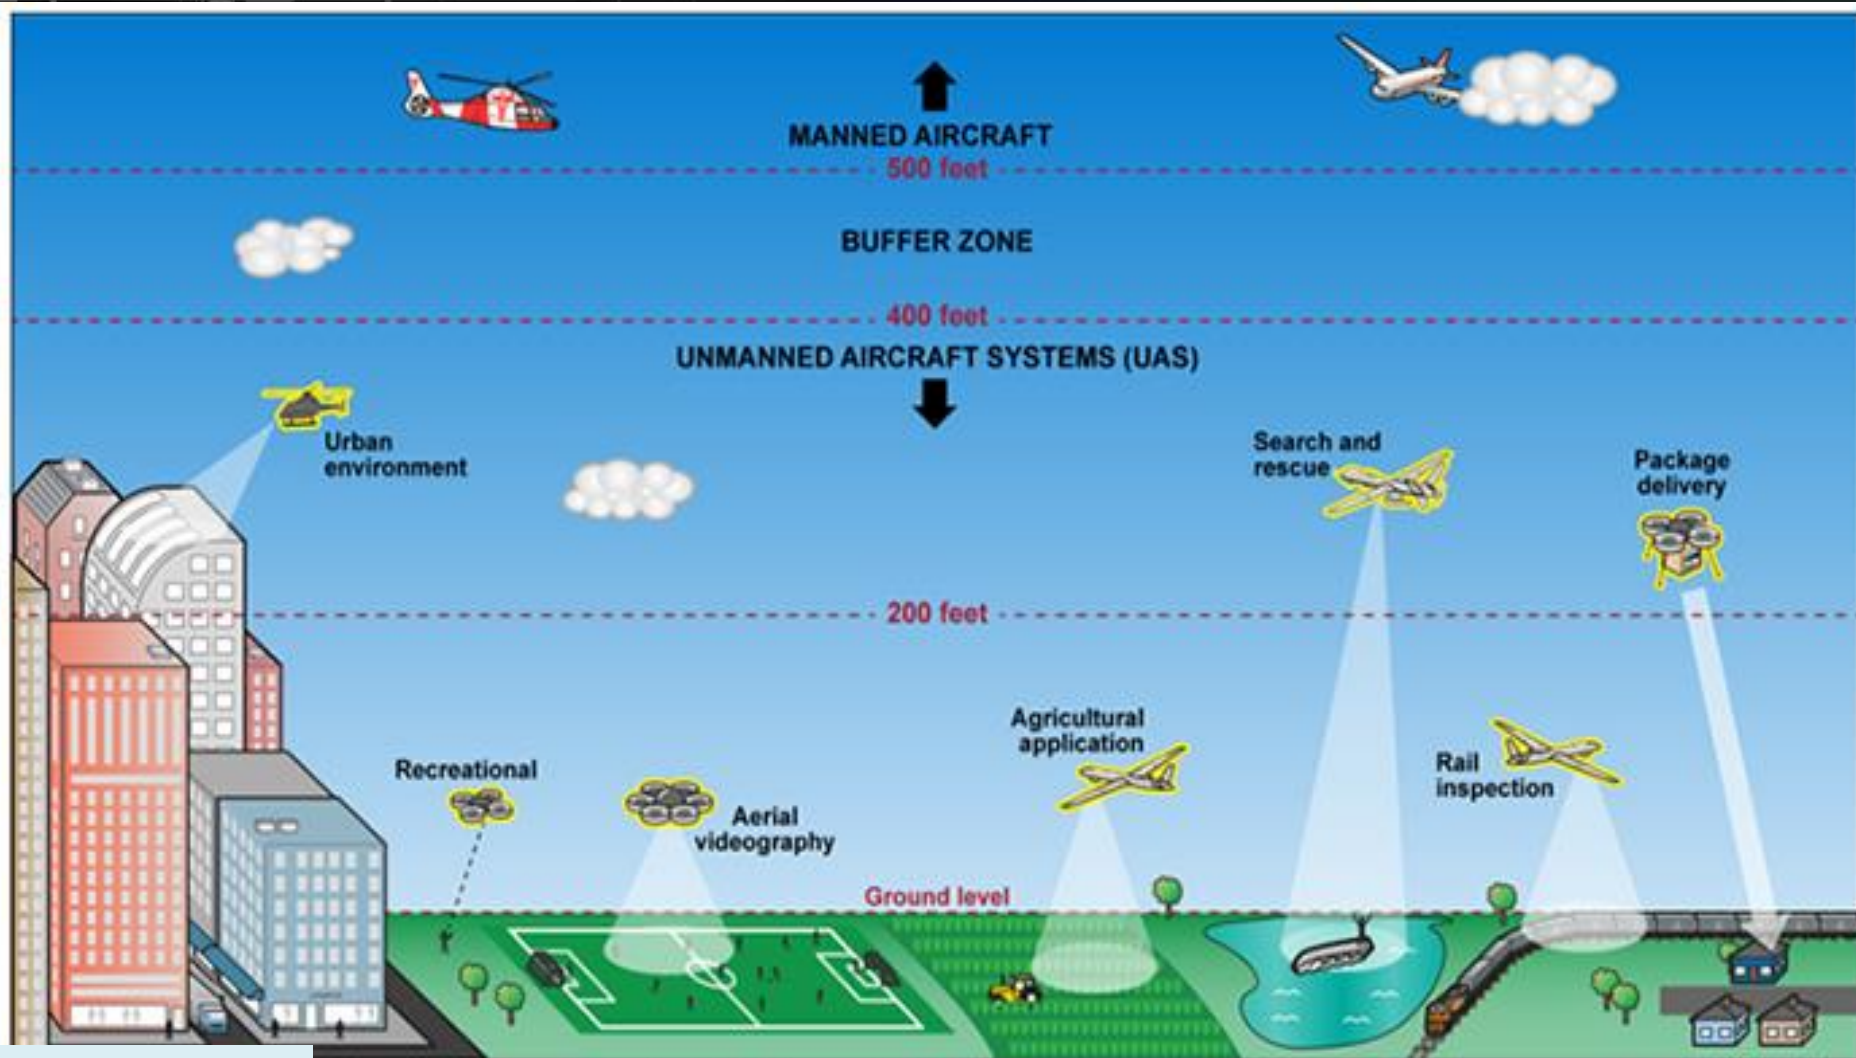 MANNED AIRCRAFT
500 feet
BUFFER ZONE
400 feet
UNMANNED AIRCRAFT SYSTEMS (UAS)
Urban
environment
Search and
rescue
Package
delivery
200 feet
Recreational
Aerial
videography
Agricultural
application
Rail
inspection
Ground level